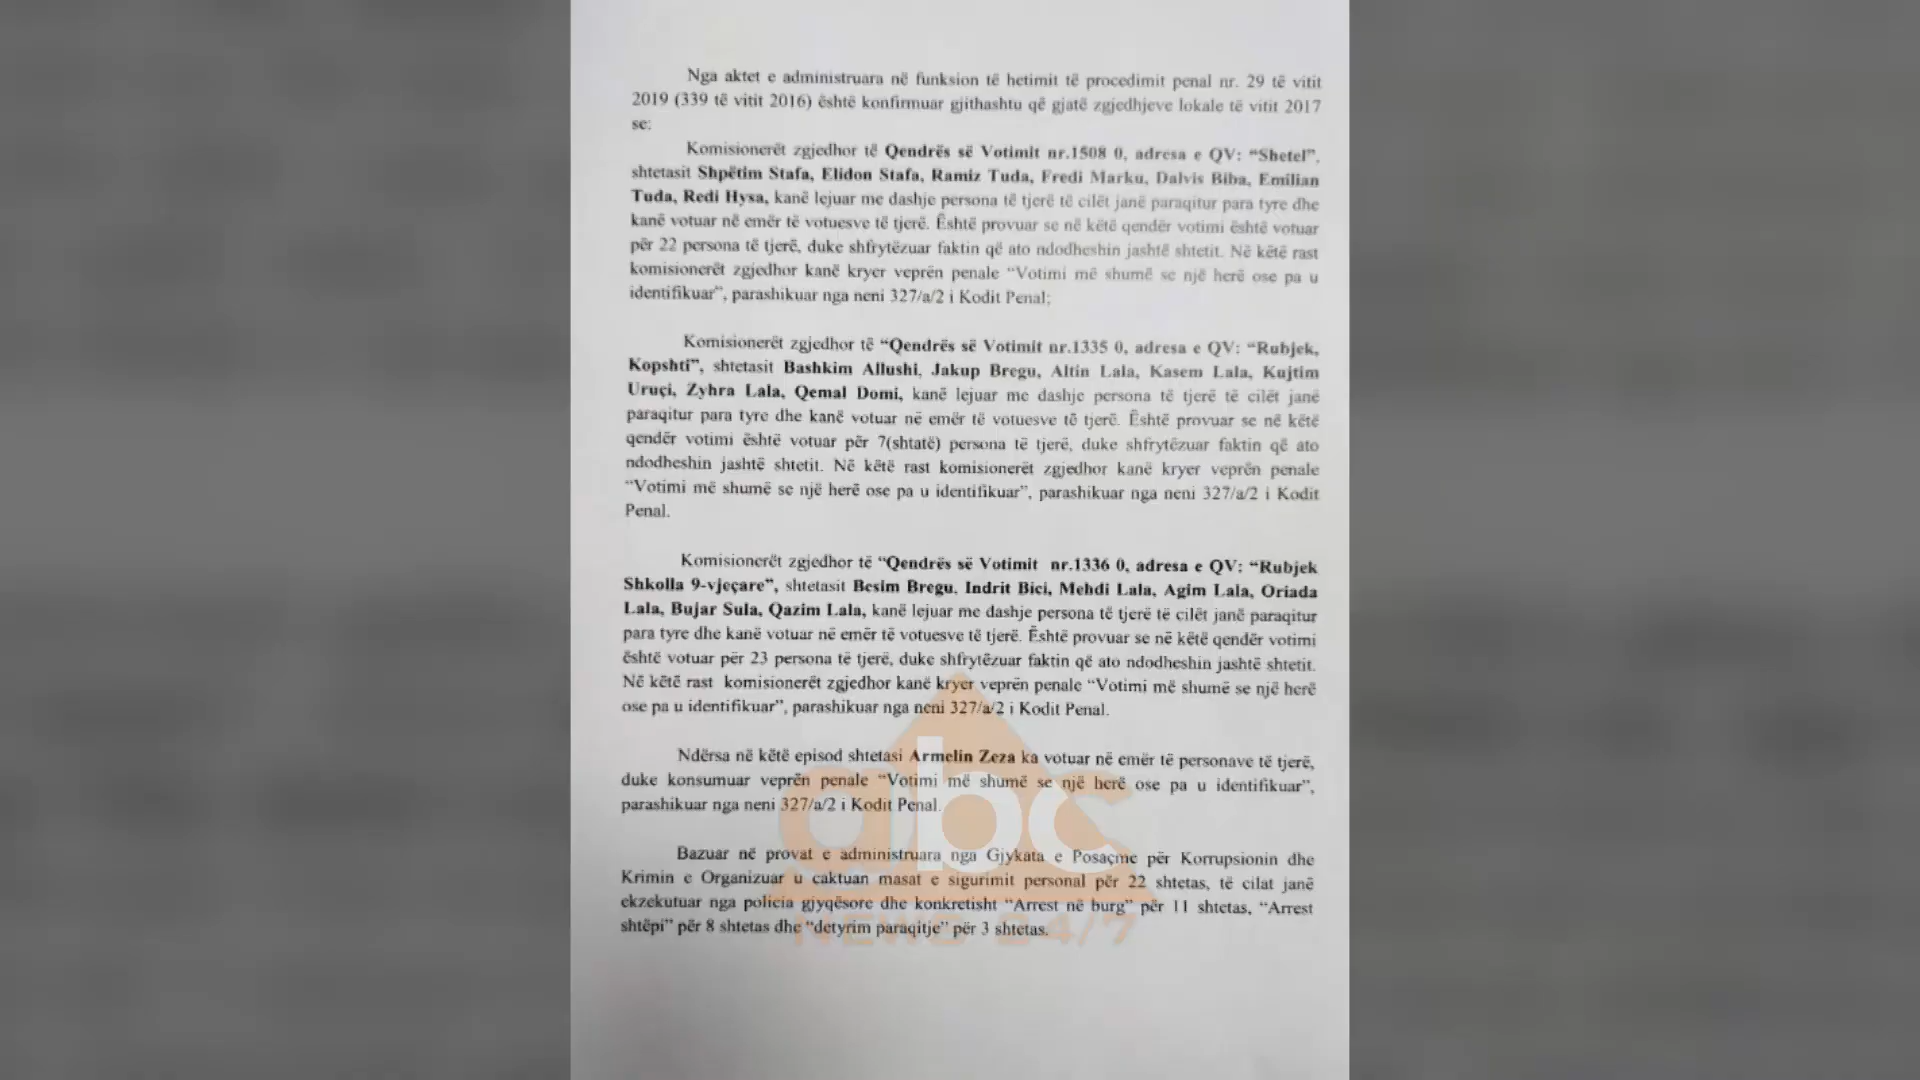 Nga aktet e administruara në funksion të hetimit të procedimit penal nr. 29 të vitit
2019 (339 të vitit 2016) është konfirmuar gjithashtu që gjatë zgjedhjeve lokale të vitit 2017
se:
Komisionerët zgjedhor të Qendrës së Votimit nr.1508 0, adresa e QV: “Shetel”,
shtetasit Shpëtim Stafa, Elidon Stafa, Ramiz Tuda, Fredi Marku, Dalvis Biba, Emilian
Tuda, Redi Hysa, kanë lejuar me dashje persona të tjerë të cilët janë paraqitur para tyre dhe
kanë votuar në emër të votuesve të tjerë. Është provuar se në këtë qendër votimi është votuar
për 22 persona të tjerë, duke shfrytëzuar faktin që ato ndodheshin jashtë shtetit. Në këtë rast
komisionerët zgjedhor kanë kryer veprën penale “Votimi më shumë se një herë ose pa u
identifikuar”, parashikuar nga neni 327/a/2 i Kodit Penal;
Komisionerët zgjedhor të “Qendrës së Votimit nr.1335 0, adresa e QV: “Rubjek,
Kopshti”, shtetasit Bashkim Allushi, Jakup Bregu, Altin Lala, Kasem Lala, Kujtim
Uruçi, Zyhra Lala, Qemal Domi, kanë lejuar me dashje persona të tjerë të cilët janë
paraqitur para tyre dhe kanë votuar në emër të votuesve të tjerë. Është provuar se në këtë
qendër votimi është votuar për 7(shtatë) persona të tjerë, duke shfrytëzuar faktin që ato
ndodheshin jashtë shtetit. Në këtë rast komisionerët zgjedhor kanë kryer veprën penale
“Votimi më shumë se një herë ose pa u identifikuar”, parashikuar nga neni 327/a/2 i Kodit
Penal.
Komisionerët zgjedhor të “Qendrës së Votimit nr.1336 0, adresa e QV: “Rubjek
Shkolla 9-vjeçare”, shtetasit Besim Bregu, Indrit Bici, Mehdi Lala, Agim Lala, Oriada
Lala, Bujar Sula, Qazim Lala, kanë lejuar me dashje persona të tjerë të cilët janë paraqitur
para tyre dhe kanë votuar në emër të votuesve të tjerë. Është provuar se në këtë qendër votimi
është votuar për 23 persona të tjerë, duke shfrytëzuar faktin që ato ndodheshin jashtë shtetit.
Në këtë rast komisionerët zgjedhor kanë kryer veprën penale “Votimi më shumë se një herë
ose pa u identifikuar”, parashikuar nga neni 327/a/2 i Kodit Penal.
Ndërsa në këtë episod shtetasi Armelin Zeza ka votuar në emër të personave të tjerë,
duke konsumuar veprën penale “Votimi më shumë se një herë ose pa u identifikuar”,
parashikuar nga neni 327/a/2 i Kodit Penal.
Bazuar në provat e administruara nga Gjykata e Posaçme për Korrupsionin dhe
Krimin e Organizuar u caktuan masat e sigurimit personal për 22 shtetas, të cilat janë
ekzekutuar nga policia gjyqësore dhe konkretisht “Arrest në burg” për 11 shtetas, “Arrest
shtëpi” për 8 shtetas dhe “detyrim paraqitje” për 3 shtetas.
abc
NEWS 24/7